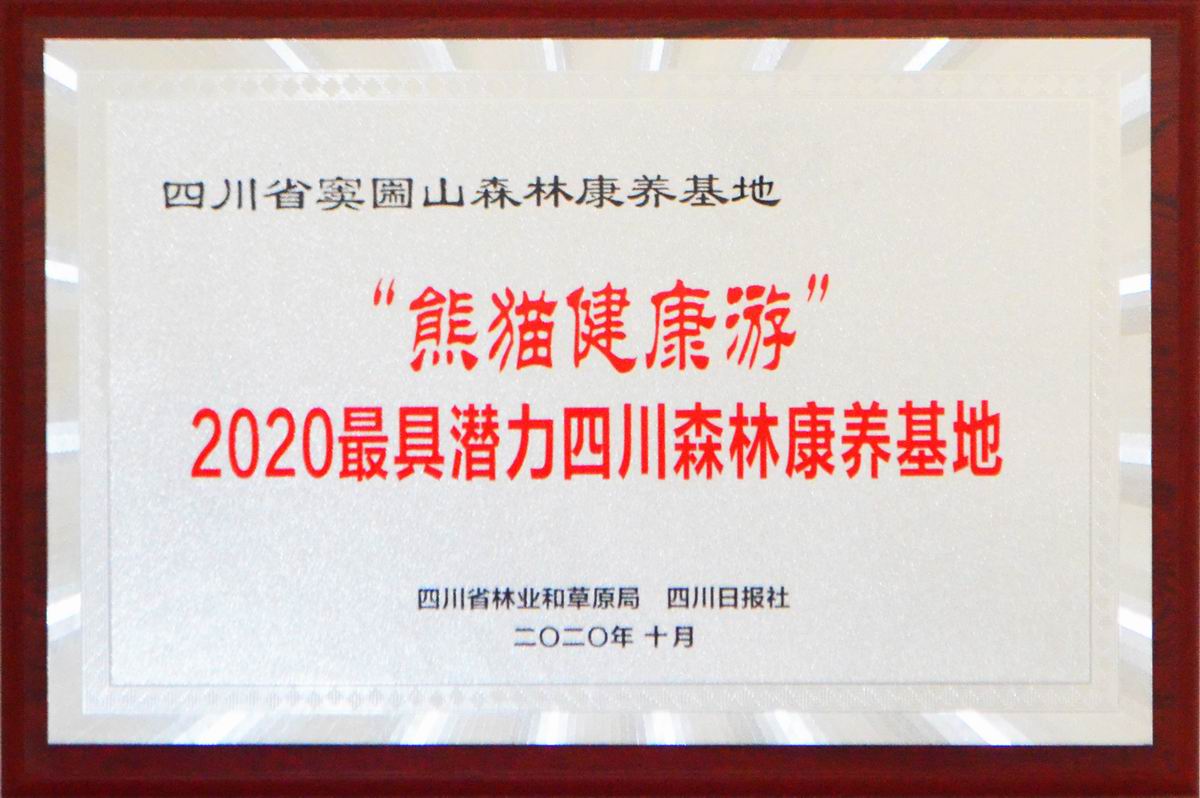 四川省窦圌山森林康养基地
“熊猫健康游”
2020最具潜力四川森林康养基地
四川省林业和草原局 四川日报社
二〇二〇年 十月